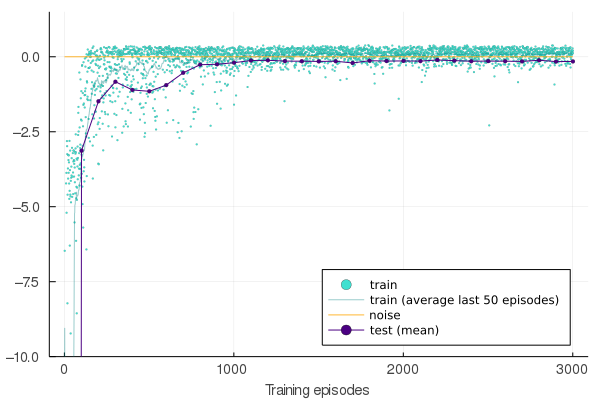 0.0
−2.5
−5.0
−7.5
−10.0
0
1000
2000
3000
Training episodes
train
train (average last 50 episodes)
noise
test (mean)